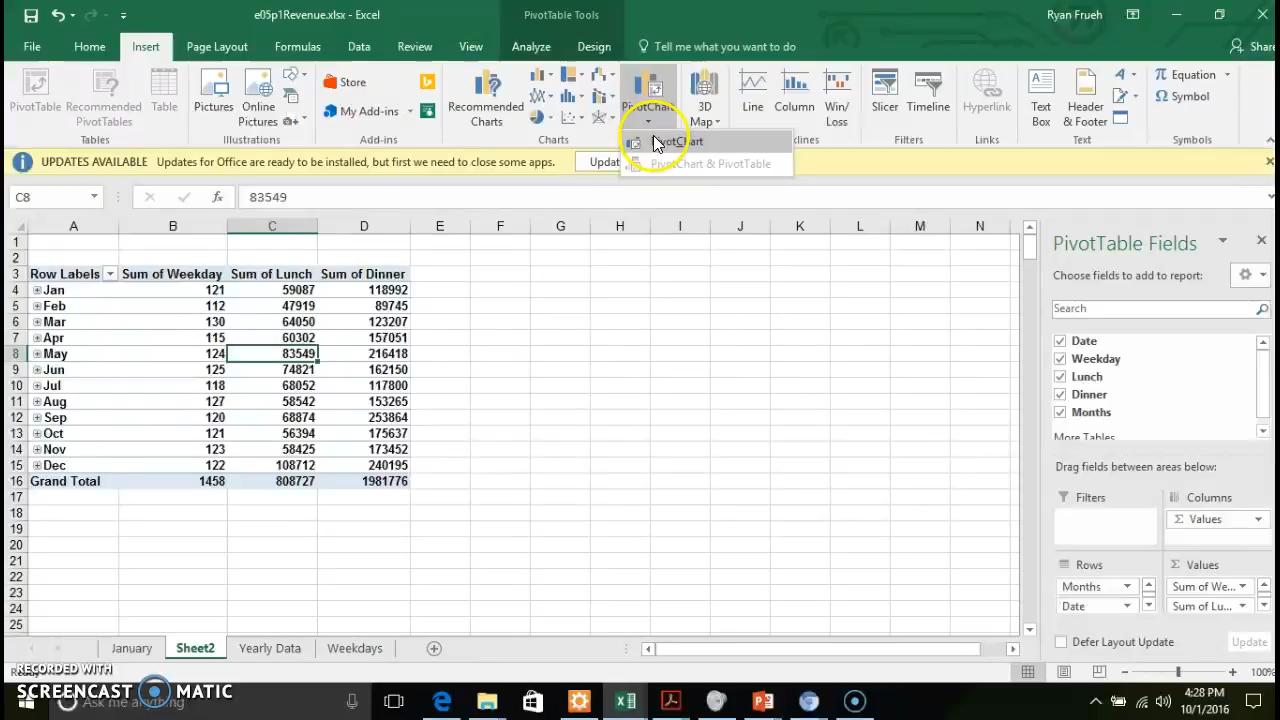 e05p1Revenue.xlsx - Excel
PivotTable Tools
Ryan Frueh
File Home Insert Page Layout Formulas Data Review View Analyze Design Tell me what you want to do Share
PivotTable Recommended PivotTables Table
Tables
Pictures Online Pictures
Illustrations
Store
My Add-ins
Add-ins
Recommended Charts
Charts
PivotChart
3D Map
Tours
Line Column Win/Loss
Sparklines
Slicer Timeline
Filters
Hyperlink
Links
Text Box Header & Footer
Text
Equation
Symbol
Symbols
PivotChart
PivotChart & PivotTable
UPDATES AVAILABLE Updates for Office are ready to be installed, but first we need to close some apps.
C8 83549
A B C D E F G H I J K L M N
1
2
3 Row Labels Sum of Weekday Sum of Lunch Sum of Dinner
4 Jan 121 59087 118992
5 Feb 112 47919 89745
6 Mar 130 64050 123207
7 Apr 115 60302 157051
8 May 124 83549 216418
9 Jun 125 74821 162150
10 Jul 118 68052 117800
11 Aug 127 58542 153265
12 Sep 120 68874 253864
13 Oct 121 56394 175637
14 Nov 123 58425 173452
15 Dec 122 108712 240195
16 Grand Total 1458 808727 1981776
17
18
19
20
21
22
23
24
25
PivotTable Fields
Choose fields to add to report:
Search
Date
Weekday
Lunch
Dinner
Months
More Tables
Drag fields between areas below:
Filters
Columns
Values
Rows
Values
Months
Sum of We...
Date
Sum of Lu...
Defer Layout Update Update
January Sheet2 Yearly Data Weekdays
100%
RECORDED WITH
SCREENCAST MATIC
Ask me anything
4:28 PM
10/1/2016